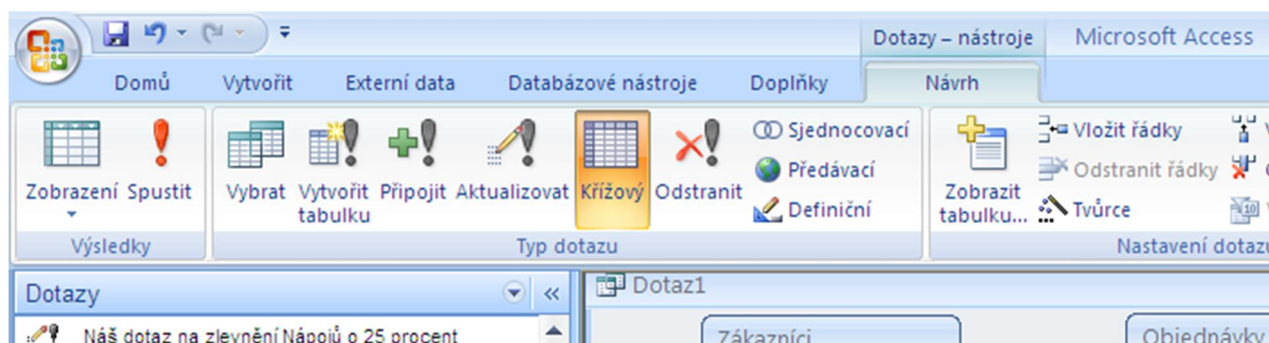 Dotazy – nástroje Microsoft Access
Domů Vytvořit Externí data Databázové nástroje Doplňky Návrh
Zobrazení Spustit Vybrat Vytvořit tabulku Připojit Aktualizovat Křížový Odstranit
Sjednocovací
Předávací
Definiční
Zobrazit tabulku...
Vložit řádky
Odstranit řádky
Tvůrce
Výsledky Typ dotazu Nastavení dotazu
Dotazy
Náš dotaz na zlevnění Nápojů o 25 procent
Dotaz1
Zákazníci Objednávky